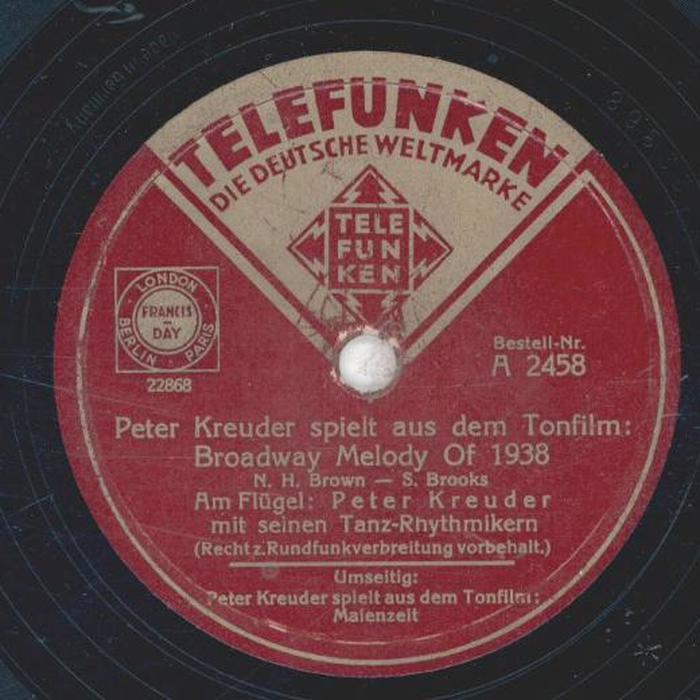 TELEFUNKEN
DIE DEUTSCHE WELTMARKE
TELE
FUN
KEN
LONDON
FRANCIS
-
DAY
BERLIN · PARIS
22868
Bestell-Nr.
A 2458
Peter Kreuder spielt aus dem Tonfilm:
Broadway Melody Of 1938
N. H. Brown — S. Brooks
Am Flügel: Peter Kreuder
mit seinen Tanz-Rhythmikern
(Recht z. Rundfunkverbreitung vorbehalt.)
Umseitig:
Peter Kreuder spielt aus dem Tonfilm:
Maienzeit